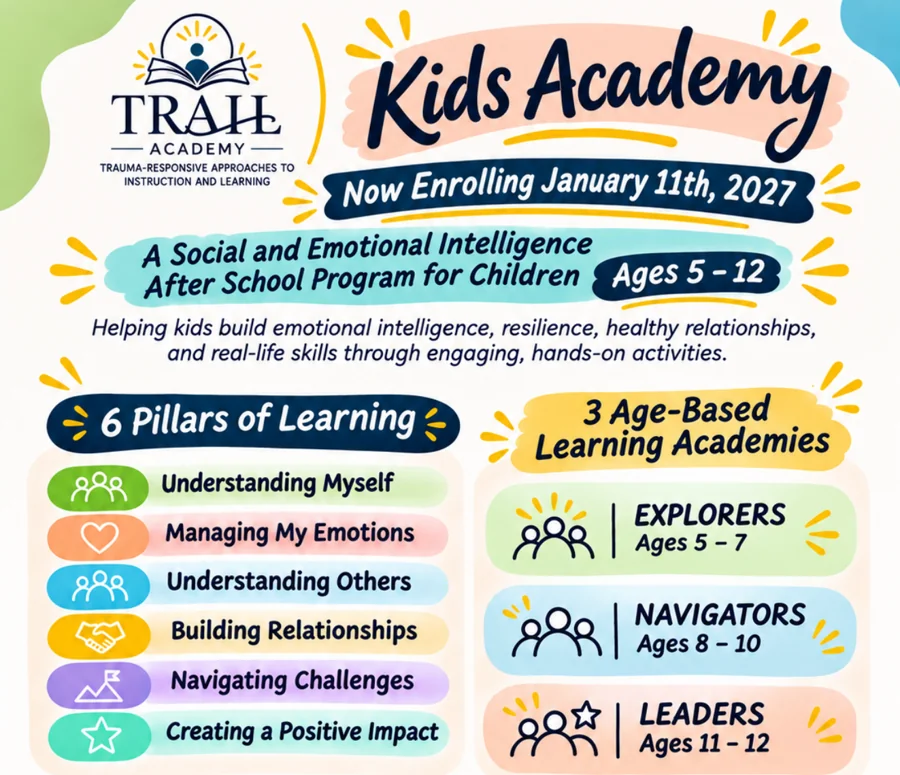 TRAIL
ACADEMY
TRAUMA-RESPONSIVE APPROACHES TO
INSTRUCTION AND LEARNING
Kids Academy
Now Enrolling January 11th, 2027
A Social and Emotional Intelligence
After School Program for Children
Ages 5 – 12
Helping kids build emotional intelligence, resilience, healthy relationships,
and real-life skills through engaging, hands-on activities.
6 Pillars of Learning
Understanding Myself
Managing My Emotions
Understanding Others
Building Relationships
Navigating Challenges
Creating a Positive Impact
3 Age-Based
Learning Academies
EXPLORERS
Ages 5 – 7
NAVIGATORS
Ages 8 – 10
LEADERS
Ages 11 – 12